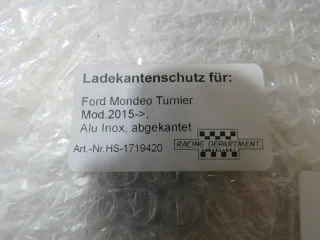 Ladekantenschutz für:
Ford Mondeo Turnier
Mod.2015->,
Alu Inox, abgekantet
Art.-Nr.HS-1719420
RACING DEPARTMENT